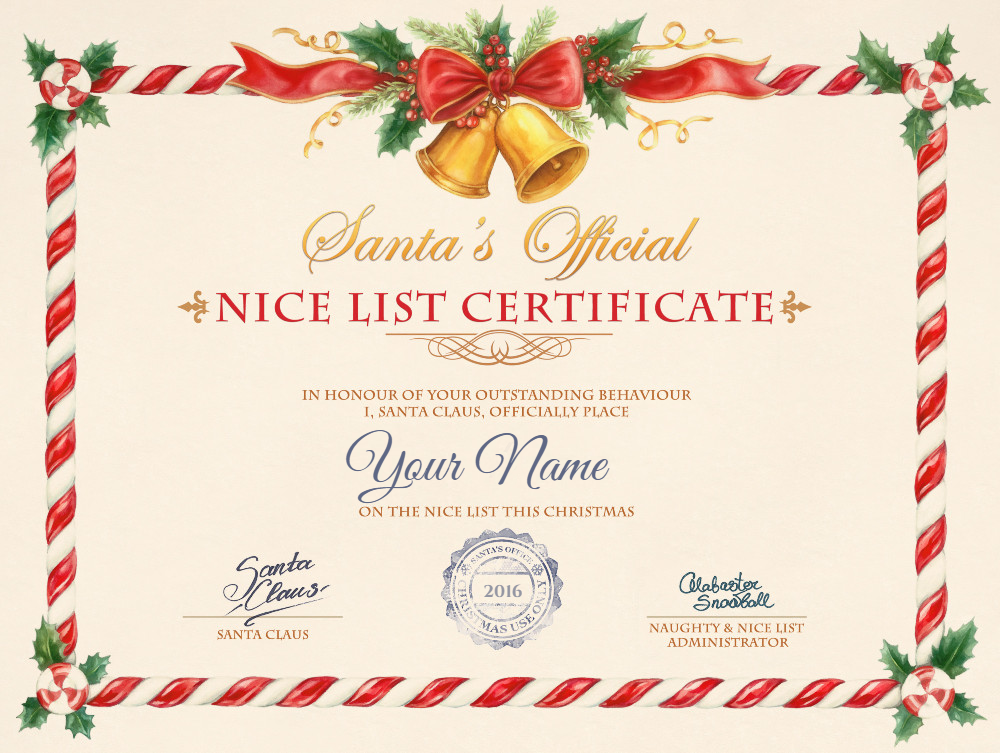 Santa's Official
NICE LIST CERTIFICATE
IN HONOUR OF YOUR OUTSTANDING BEHAVIOUR
I, SANTA CLAUS, OFFICIALLY PLACE
Your Name
ON THE NICE LIST THIS CHRISTMAS
Santa
Claus
SANTA CLAUS
SANTA'S OFFICE
2016
CHRISTMAS USE ONLY
Alabaster
Snowball
NAUGHTY & NICE LIST
ADMINISTRATOR